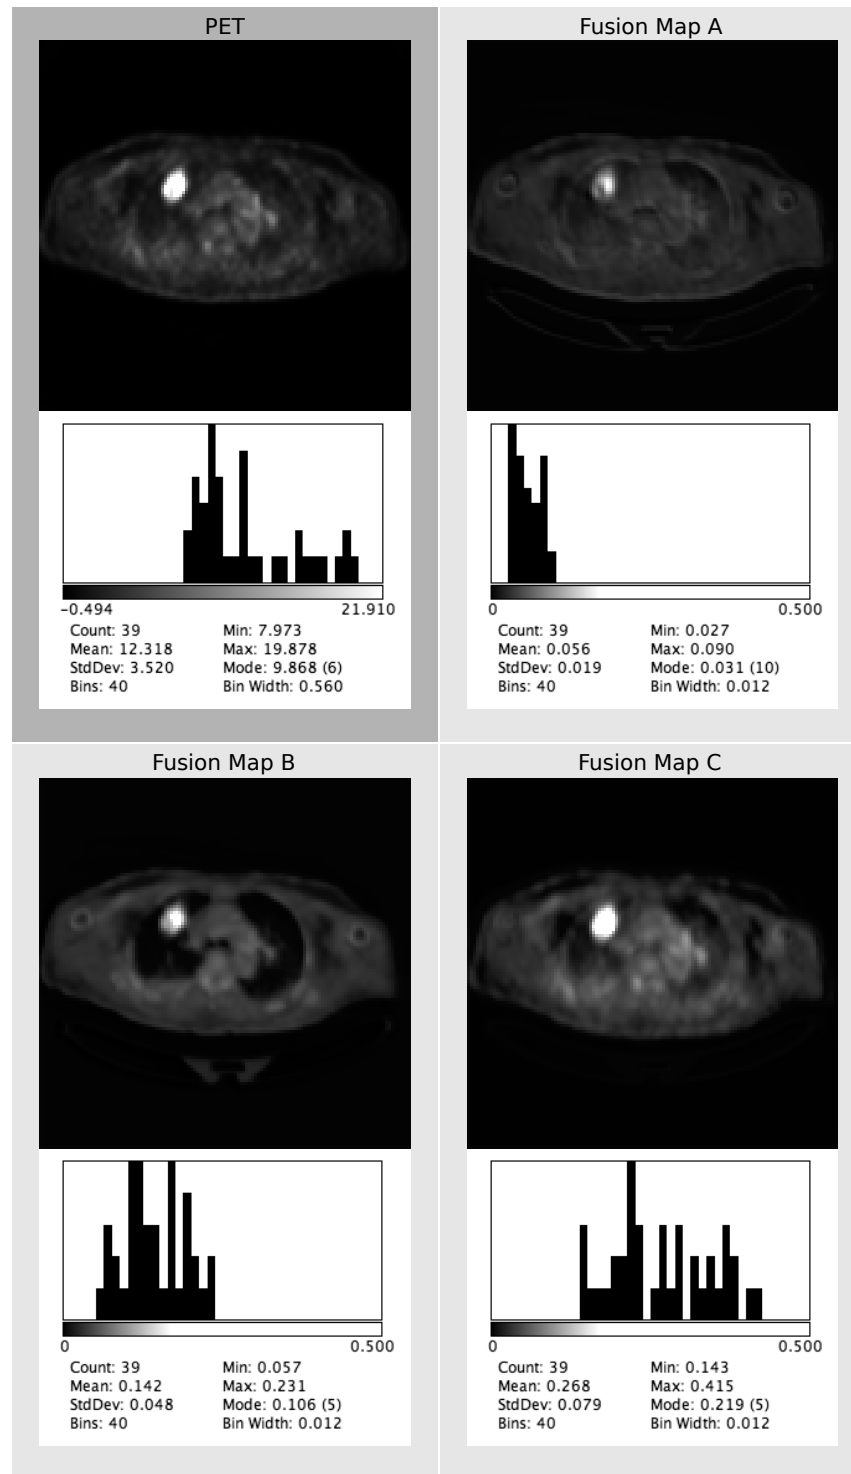 PET
−0.494 21.910
Count: 39 Min: 7.973
Mean: 12.318 Max: 19.878
StdDev: 3.520 Mode: 9.868 (6)
Bins: 40 Bin Width: 0.560
Fusion Map A
0 0.500
Count: 39 Min: 0.027
Mean: 0.056 Max: 0.090
StdDev: 0.019 Mode: 0.031 (10)
Bins: 40 Bin Width: 0.012
Fusion Map B
0 0.500
Count: 39 Min: 0.057
Mean: 0.142 Max: 0.231
StdDev: 0.048 Mode: 0.106 (5)
Bins: 40 Bin Width: 0.012
Fusion Map C
0 0.500
Count: 39 Min: 0.143
Mean: 0.268 Max: 0.415
StdDev: 0.079 Mode: 0.219 (5)
Bins: 40 Bin Width: 0.012